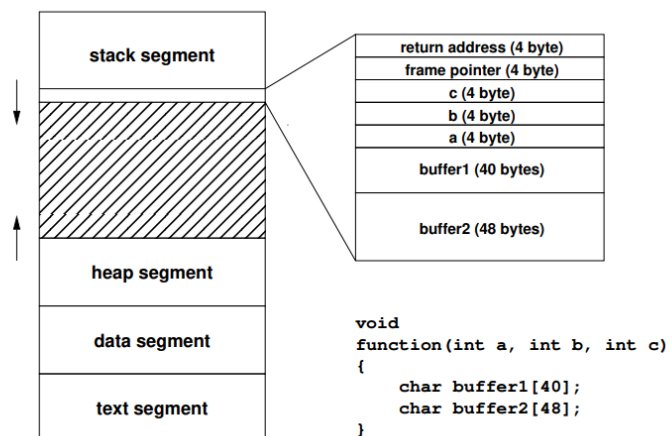 stack segment
return address (4 byte)
frame pointer (4 byte)
c (4 byte)
b (4 byte)
a (4 byte)
buffer1 (40 bytes)
buffer2 (48 bytes)
heap segment
data segment
text segment
void
function(int a, int b, int c)
{
    char buffer1[40];
    char buffer2[48];
}